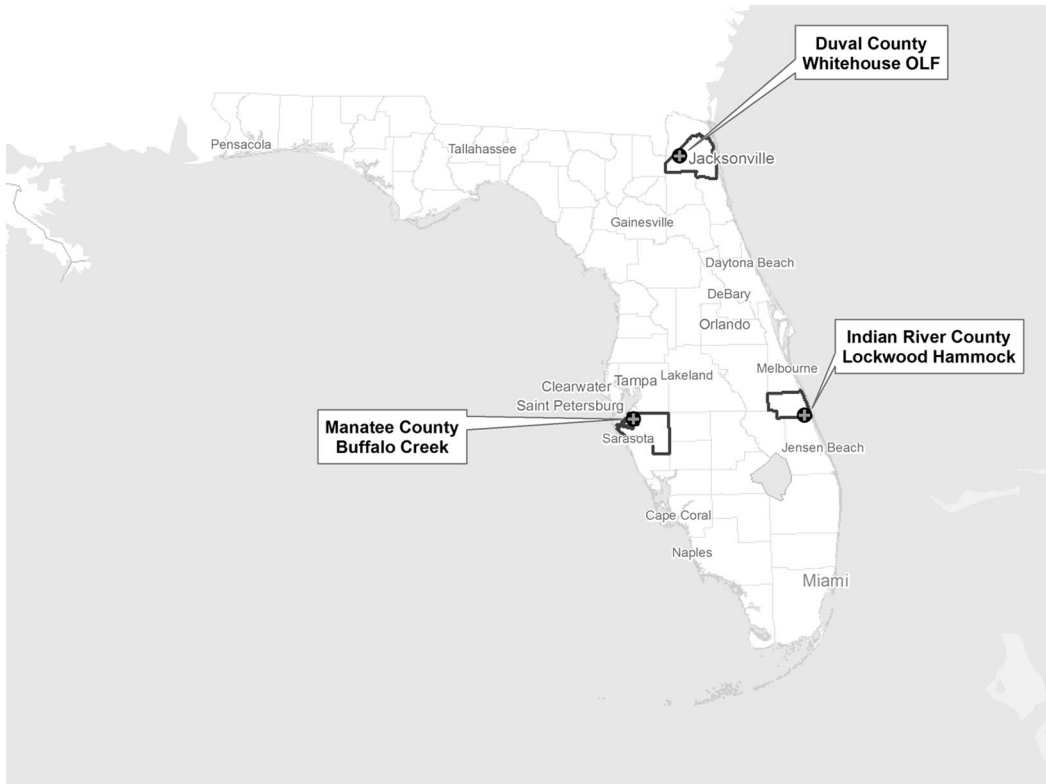 Duval County
Whitehouse OLF
Pensacola
Tallahassee
Jacksonville
Gainesville
Daytona Beach
DeBary
Orlando
Indian River County
Lockwood Hammock
Melbourne
Clearwater
Tampa
Lakeland
Saint Petersburg
Manatee County
Buffalo Creek
Sarasota
Jensen Beach
Cape Coral
Naples
Miami